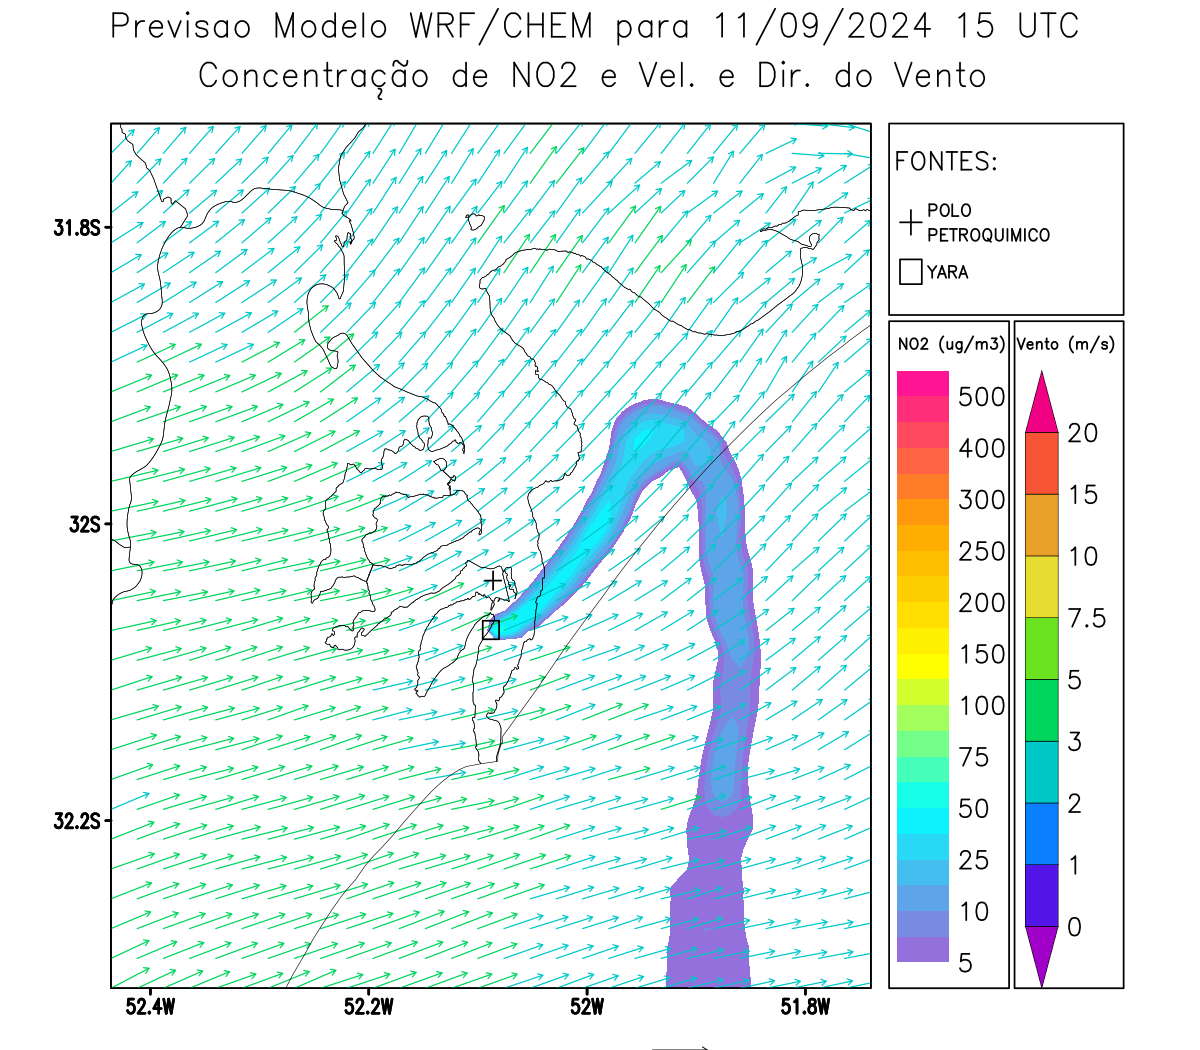 Previsao Modelo WRF/CHEM para 11/09/2024 15 UTC
Concentração de NO2 e Vel. e Dir. do Vento
FONTES:
POLO
PETROQUIMICO
YARA
31.8S
32S
32.2S
52.4W
52.2W
52W
51.8W
NO2 (ug/m3)
500
400
300
250
200
150
100
75
50
25
10
5
Vento (m/s)
20
15
10
7.5
5
3
2
1
0